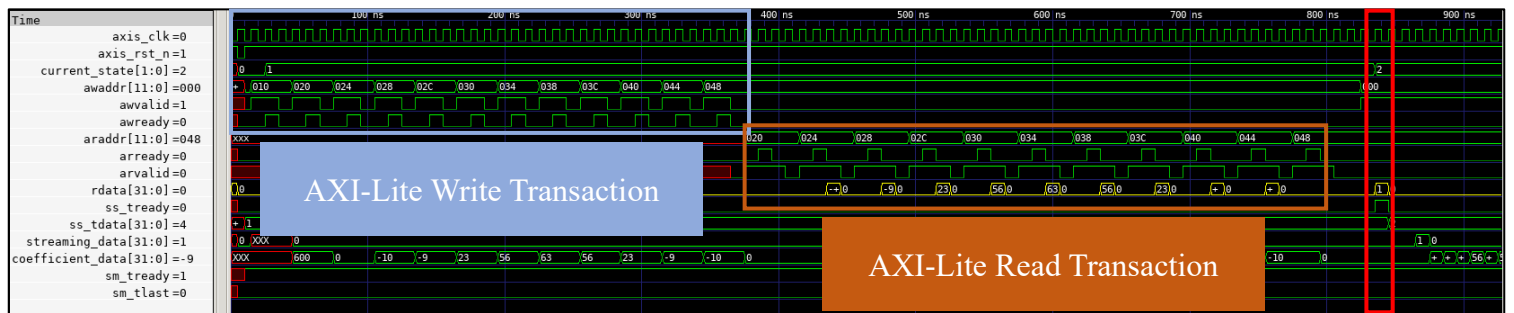 Time 100 ns 200 ns 300 ns 400 ns 500 ns 600 ns 700 ns 800 ns 900 ns
axis_clk=0
axis_rst_n=1
current_state[1:0]=2 0 1 2
awaddr[11:0]=000 + 010 020 024 028 02C 030 034 038 03C 040 044 048 000
awvalid=1
awready=0
araddr[11:0]=048 xxx 020 024 028 02C 030 034 038 03C 040 044 048
arready=0
arvalid=0
rdata[31:0]=0 0 -+ 0 -9 0 23 0 56 0 63 0 56 0 23 0 + 0 + 0 1
ss_tready=0
ss_tdata[31:0]=4 + 1
streaming_data[31:0]=1 0 XXX 0 1 0
coefficient_data[31:0]=-9 XXX 600 0 -10 -9 23 56 63 56 23 -9 -10 0 -10 0 + + + 56 +
sm_tready=1
sm_tlast=0
AXI-Lite Write Transaction
AXI-Lite Read Transaction